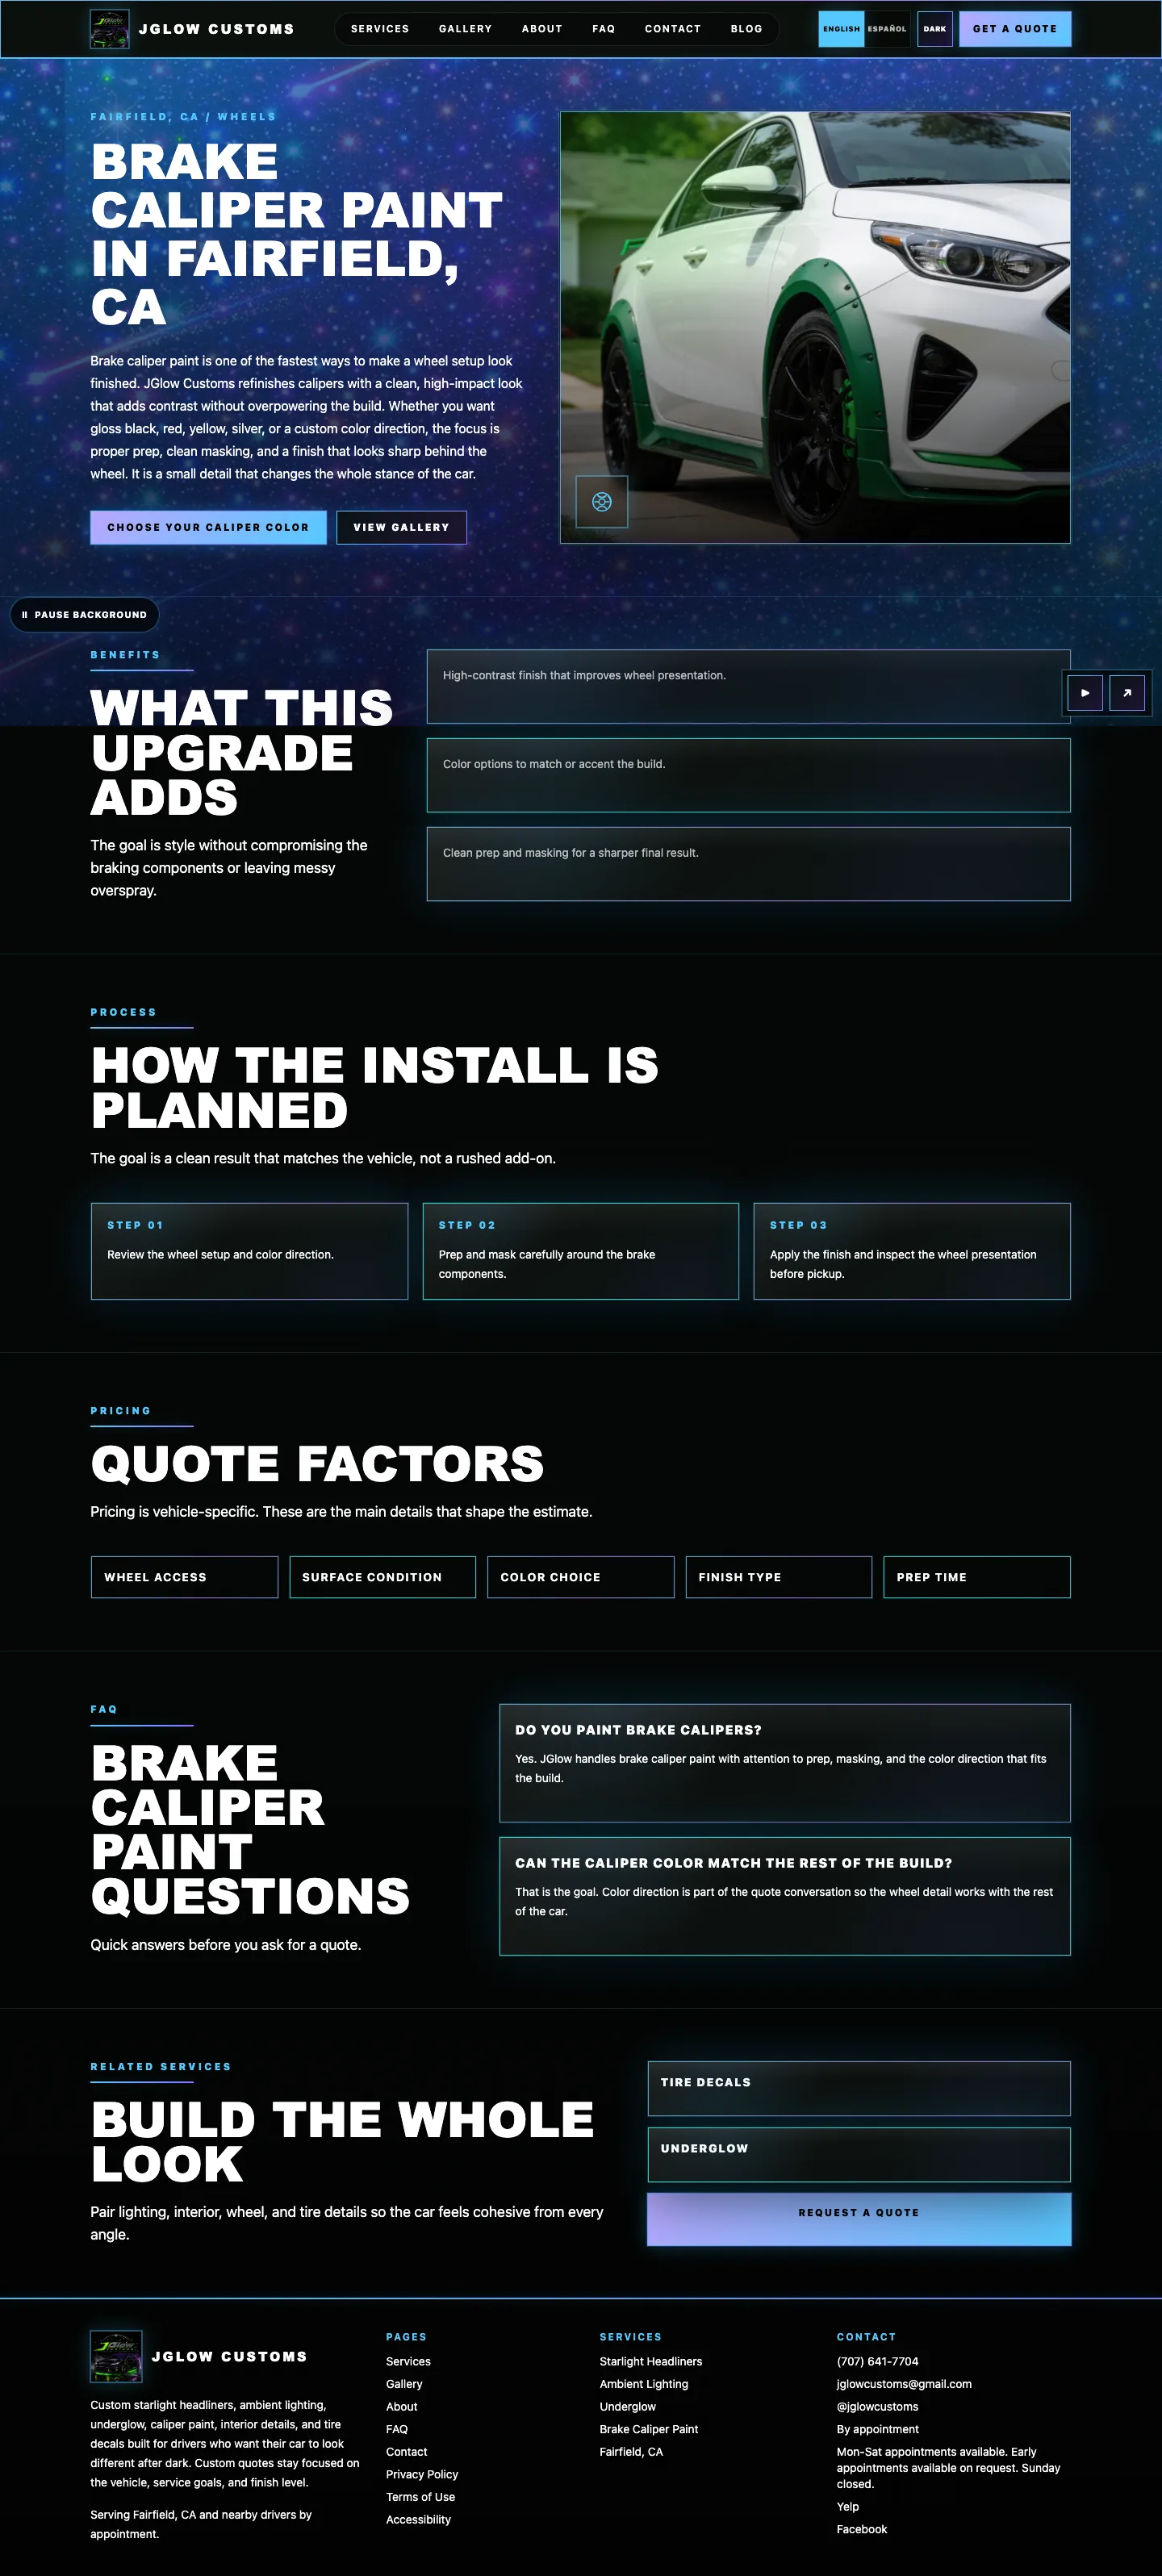 JGLOW CUSTOMS
SERVICES
GALLERY
ABOUT
FAQ
CONTACT
BLOG
ENGLISH
ESPAÑOL
DARK
GET A QUOTE
FAIRFIELD, CA / WHEELS
BRAKE
CALIPER PAINT
IN FAIRFIELD,
CA
Brake caliper paint is one of the fastest ways to make a wheel setup look
finished. JGlow Customs refinishes calipers with a clean, high-impact look
that adds contrast without overpowering the build. Whether you want
gloss black, red, yellow, silver, or a custom color direction, the focus is
proper prep, clean masking, and a finish that looks sharp behind the
wheel. It is a small detail that changes the whole stance of the car.
CHOOSE YOUR CALIPER COLOR
VIEW GALLERY
PAUSE BACKGROUND
BENEFITS
WHAT THIS
UPGRADE
ADDS
The goal is style without compromising the
braking components or leaving messy
overspray.
High-contrast finish that improves wheel presentation.
Color options to match or accent the build.
Clean prep and masking for a sharper final result.
PROCESS
HOW THE INSTALL IS
PLANNED
The goal is a clean result that matches the vehicle, not a rushed add-on.
STEP 01
Review the wheel setup and color direction.
STEP 02
Prep and mask carefully around the brake
components.
STEP 03
Apply the finish and inspect the wheel presentation
before pickup.
PRICING
QUOTE FACTORS
Pricing is vehicle-specific. These are the main details that shape the estimate.
WHEEL ACCESS
SURFACE CONDITION
COLOR CHOICE
FINISH TYPE
PREP TIME
FAQ
BRAKE
CALIPER
PAINT
QUESTIONS
Quick answers before you ask for a quote.
DO YOU PAINT BRAKE CALIPERS?
Yes. JGlow handles brake caliper paint with attention to prep, masking, and the color direction that fits
the build.
CAN THE CALIPER COLOR MATCH THE REST OF THE BUILD?
That is the goal. Color direction is part of the quote conversation so the wheel detail works with the rest
of the car.
RELATED SERVICES
BUILD THE WHOLE
LOOK
Pair lighting, interior, wheel, and tire details so the car feels cohesive from every
angle.
TIRE DECALS
UNDERGLOW
REQUEST A QUOTE
JGLOW CUSTOMS
Custom starlight headliners, ambient lighting,
underglow, caliper paint, interior details, and tire
decals built for drivers who want their car to look
different after dark. Custom quotes stay focused on
the vehicle, service goals, and finish level.
Serving Fairfield, CA and nearby drivers by
appointment.
PAGES
Services
Gallery
About
FAQ
Contact
Privacy Policy
Terms of Use
Accessibility
SERVICES
Starlight Headliners
Ambient Lighting
Underglow
Brake Caliper Paint
Fairfield, CA
CONTACT
(707) 641-7704
jglowcustoms@gmail.com
@jglowcustoms
By appointment
Mon-Sat appointments available. Early
appointments available on request. Sunday
closed.
Yelp
Facebook